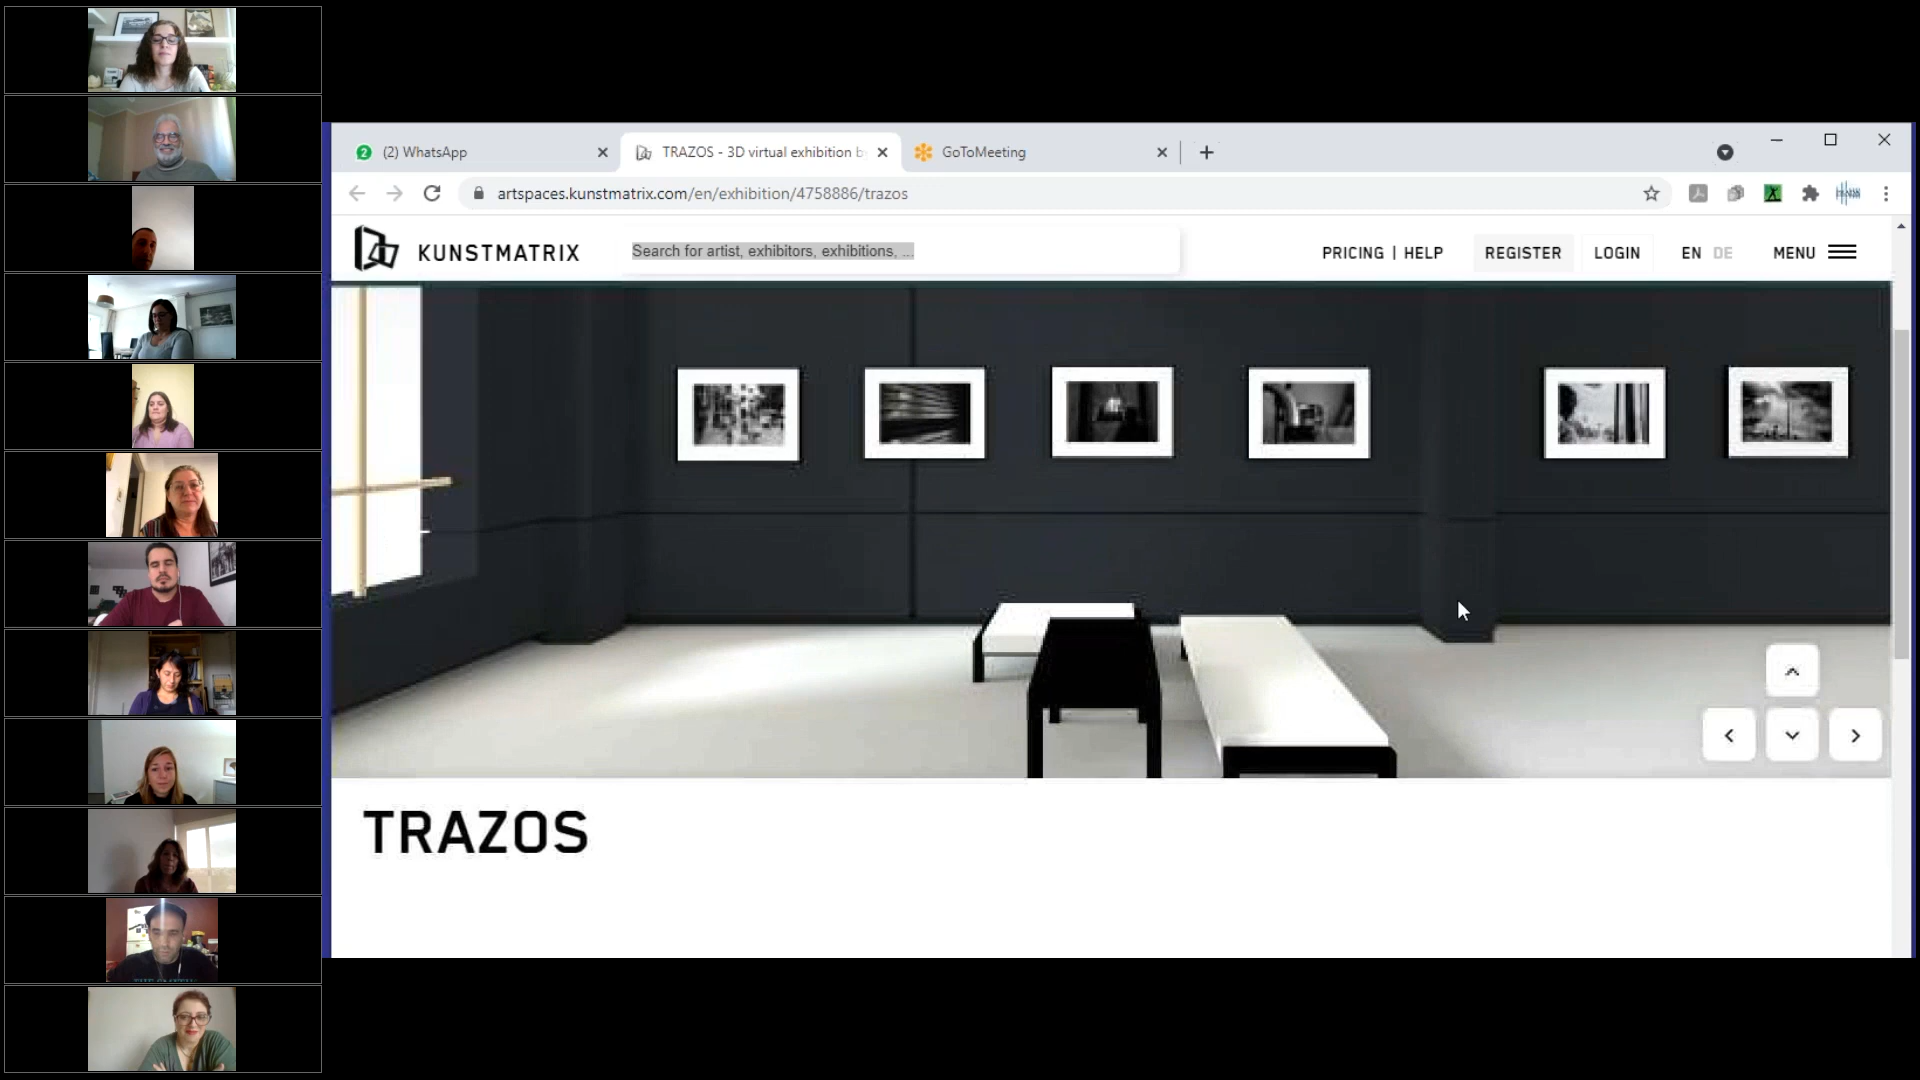 (2) WhatsApp
TRAZOS - 3D virtual exhibition b
GoToMeeting
artspaces.kunstmatrix.com/en/exhibition/4758886/trazos
KUNSTMATRIX
Search for artist, exhibitors, exhibitions, ...
PRICING | HELP
REGISTER
LOGIN
EN DE
MENU
TRAZOS